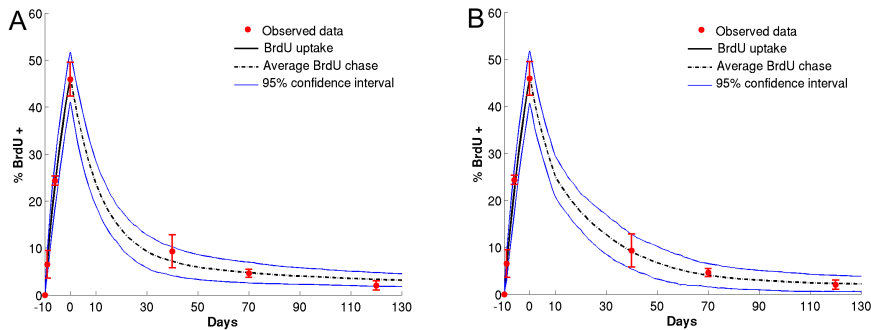 A
60
50
40
30
20
10
0
% BrdU +
-10 0 10 30 50 70 90 110 130
Days
Observed data
BrdU uptake
Average BrdU chase
95% confidence interval
B
60
50
40
30
20
10
0
% BrdU +
-10 0 10 30 50 70 90 110 130
Days
Observed data
BrdU uptake
Average BrdU chase
95% confidence interval